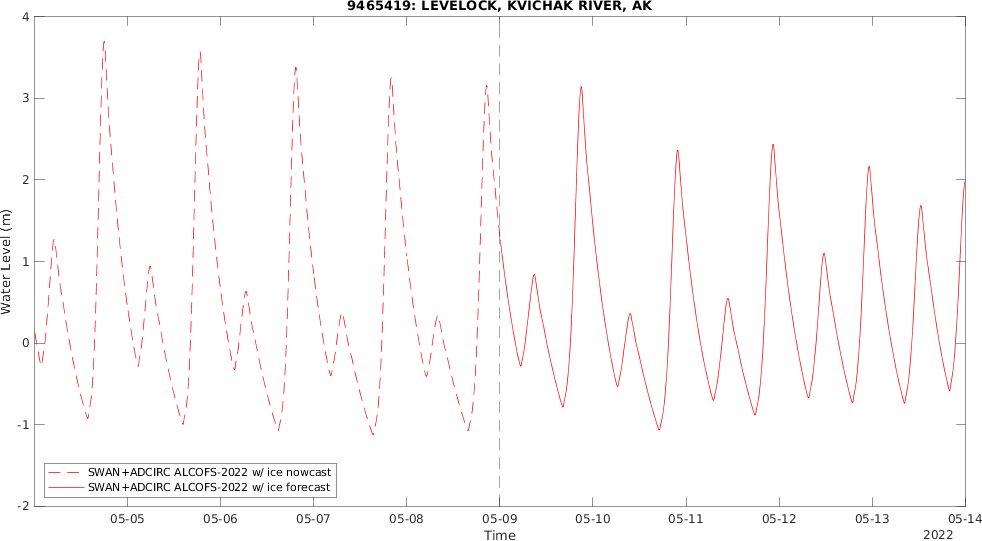 9465419: LEVELOCK, KVICHAK RIVER, AK
4
3
2
1
0
-1
-2
Water Level (m)
SWAN+ADCIRC ALCOFS-2022 w/ ice nowcast
SWAN+ADCIRC ALCOFS-2022 w/ ice forecast
05-05 05-06 05-07 05-08 05-09 05-10 05-11 05-12 05-13 05-14
Time
2022